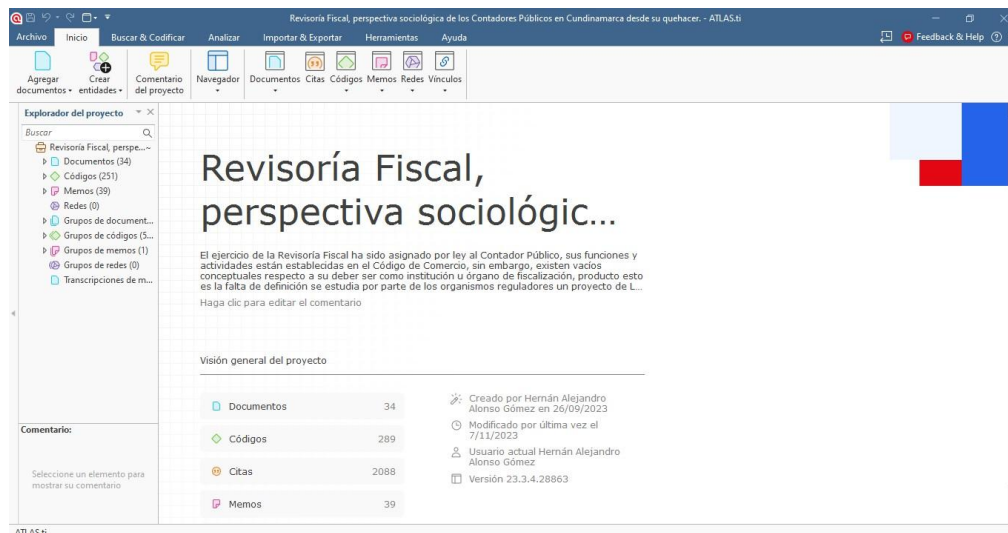 Revisoría Fiscal, perspectiva sociológica de los Contadores Públicos en Cundinamarca desde su quehacer. - ATLAS.ti
Archivo Inicio Buscar & Codificar Analizar Importar & Exportar Herramientas Ayuda Feedback & Help
Agregar documentos Crear entidades Comentario del proyecto Navegador Documentos Citas Códigos Memos Redes Vínculos
Explorador del proyecto
Buscar
Revisoría Fiscal, perspe...~
Documentos (34)
Códigos (251)
Memos (39)
Redes (0)
Grupos de document...
Grupos de códigos (5...
Grupos de memos (1)
Grupos de redes (0)
Transcripciones de m...
Comentario:
Seleccione un elemento para
mostrar su comentario
Revisoría Fiscal,
perspectiva sociológic...
El ejercicio de la Revisoría Fiscal ha sido asignado por ley al Contador Público, sus funciones y
actividades están establecidas en el Código de Comercio, sin embargo, existen vacíos
conceptuales respecto a su deber ser como institución u órgano de fiscalización, producto esto
es la falta de definición se estudia por parte de los organismos reguladores un proyecto de L...
Haga clic para editar el comentario
Visión general del proyecto
Documentos 34
Códigos 289
Citas 2088
Memos 39
Creado por Hernán Alejandro
Alonso Gómez en 26/09/2023
Modificado por última vez el
7/11/2023
Usuario actual Hernán Alejandro
Alonso Gómez
Versión 23.3.4.28863
ATLAS.ti